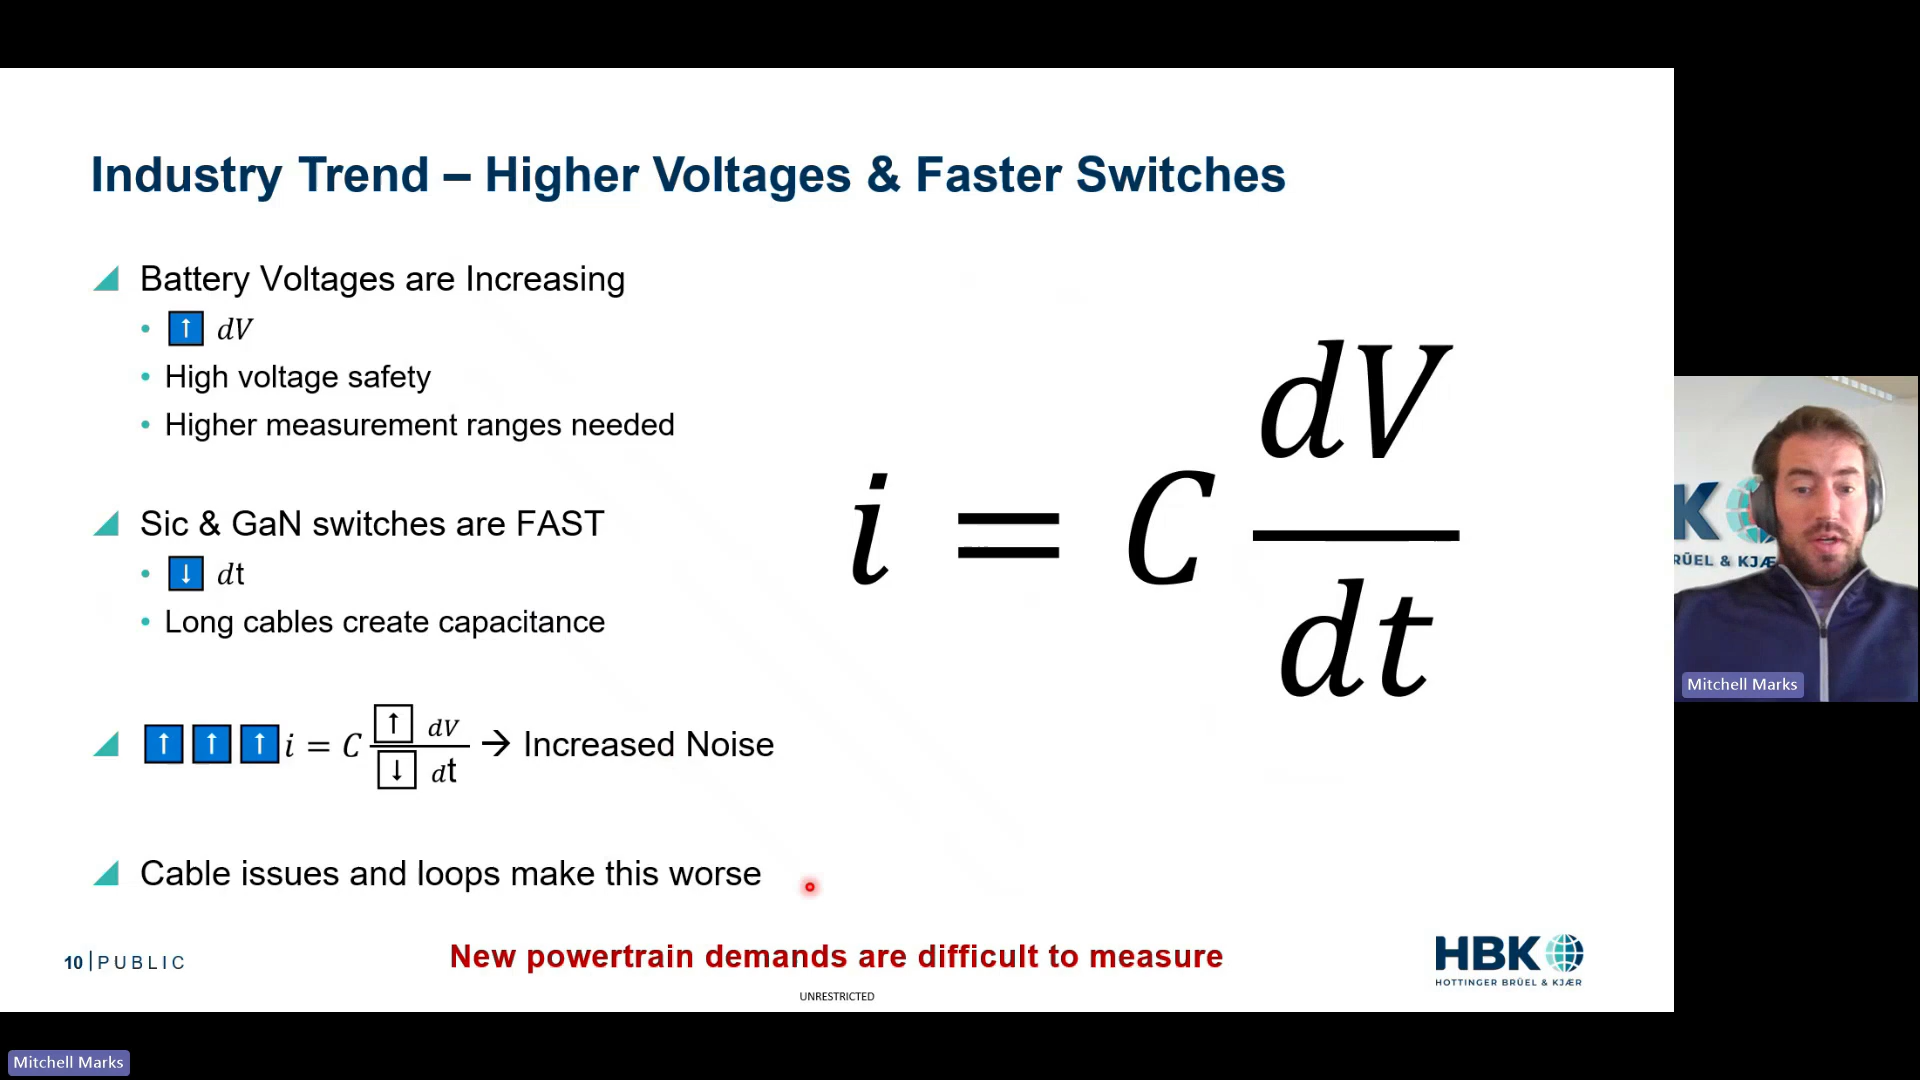 Industry Trend – Higher Voltages & Faster Switches
Battery Voltages are Increasing
• ↑ dV
• High voltage safety
• Higher measurement ranges needed
Sic & GaN switches are FAST
• ↓ dt
• Long cables create capacitance
↑ ↑ ↑ i = C ↑ dV / ↓ dt → Increased Noise
Cable issues and loops make this worse
i = C dV / dt
New powertrain demands are difficult to measure
10 | PUBLIC
UNRESTRICTED
HBK
HOTTINGER BRÜEL & KJÆR
K
RÜEL & KJÆ
Mitchell Marks
Mitchell Marks